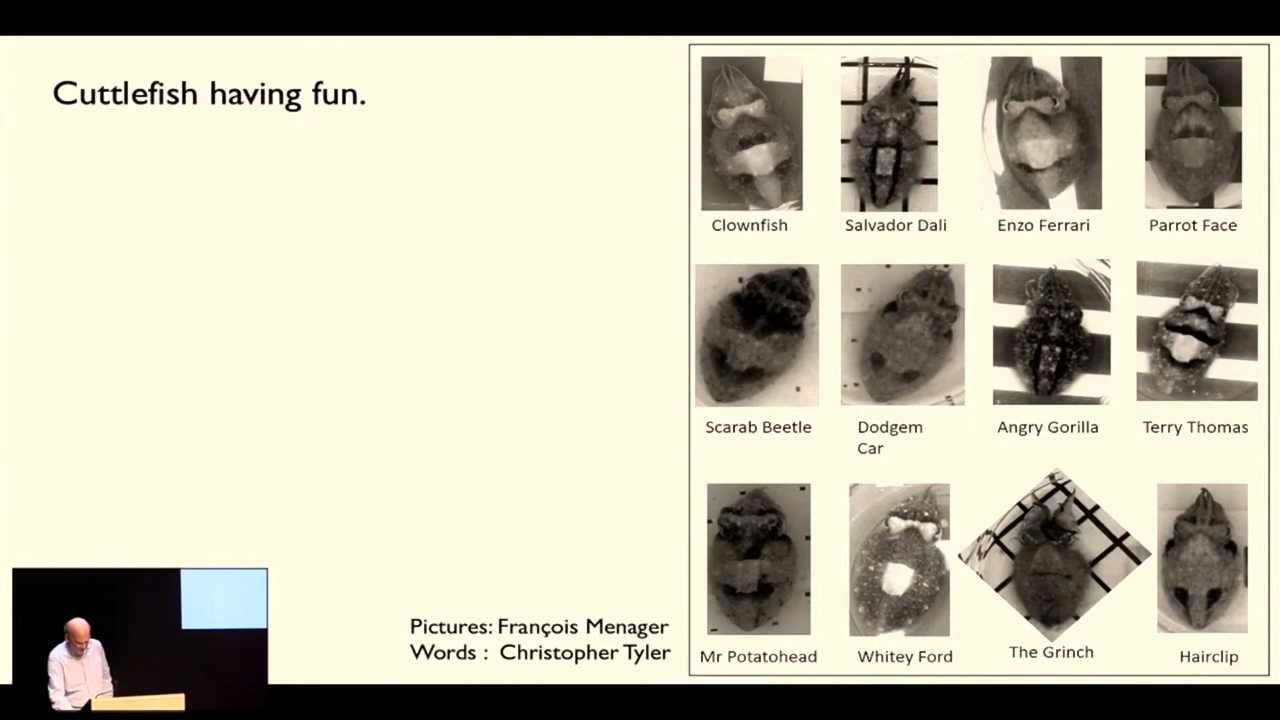 Cuttlefish having fun.
Clownfish
Salvador Dali
Enzo Ferrari
Parrot Face
Scarab Beetle
Dodgem
Car
Angry Gorilla
Terry Thomas
Mr Potatohead
Whitey Ford
The Grinch
Hairclip
Pictures: François Menager
Words : Christopher Tyler